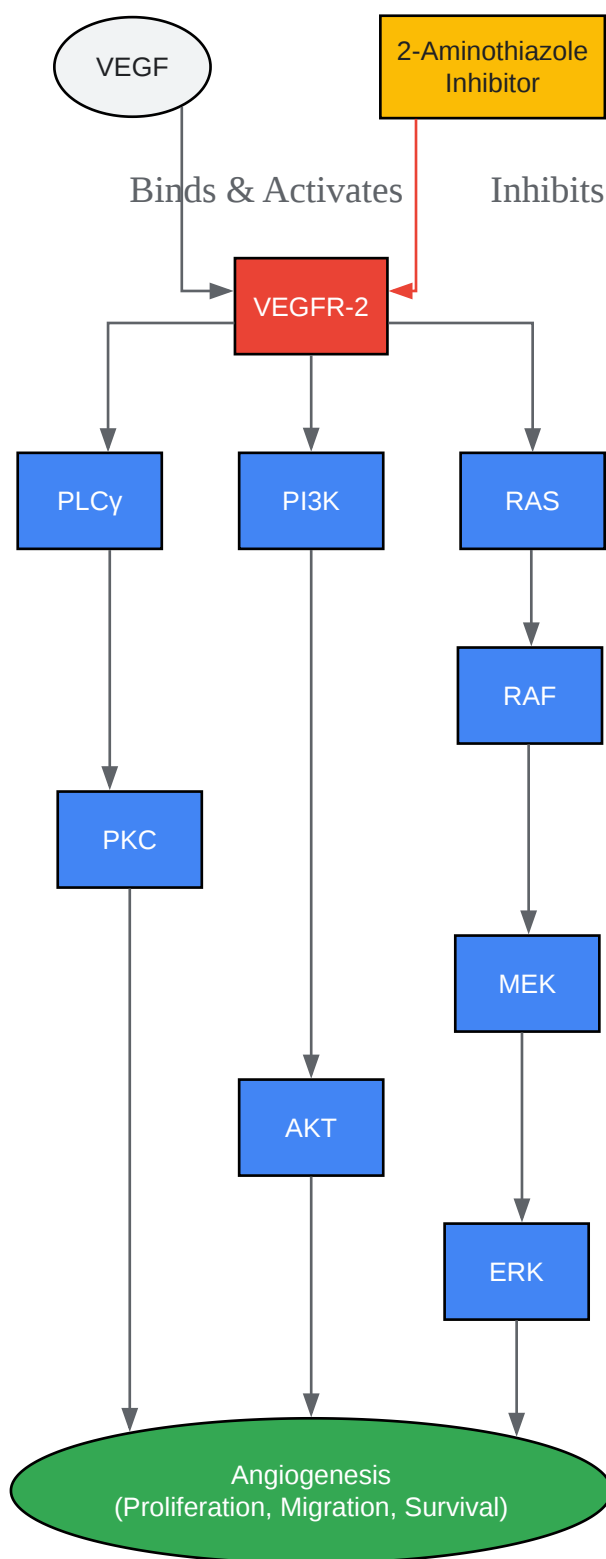 VEGF
2-Aminothiazole
Inhibitor
Binds & Activates
Inhibits
VEGFR-2
PLCγ
PI3K
RAS
RAF
PKC
MEK
AKT
ERK
Angiogenesis
(Proliferation, Migration, Survival)